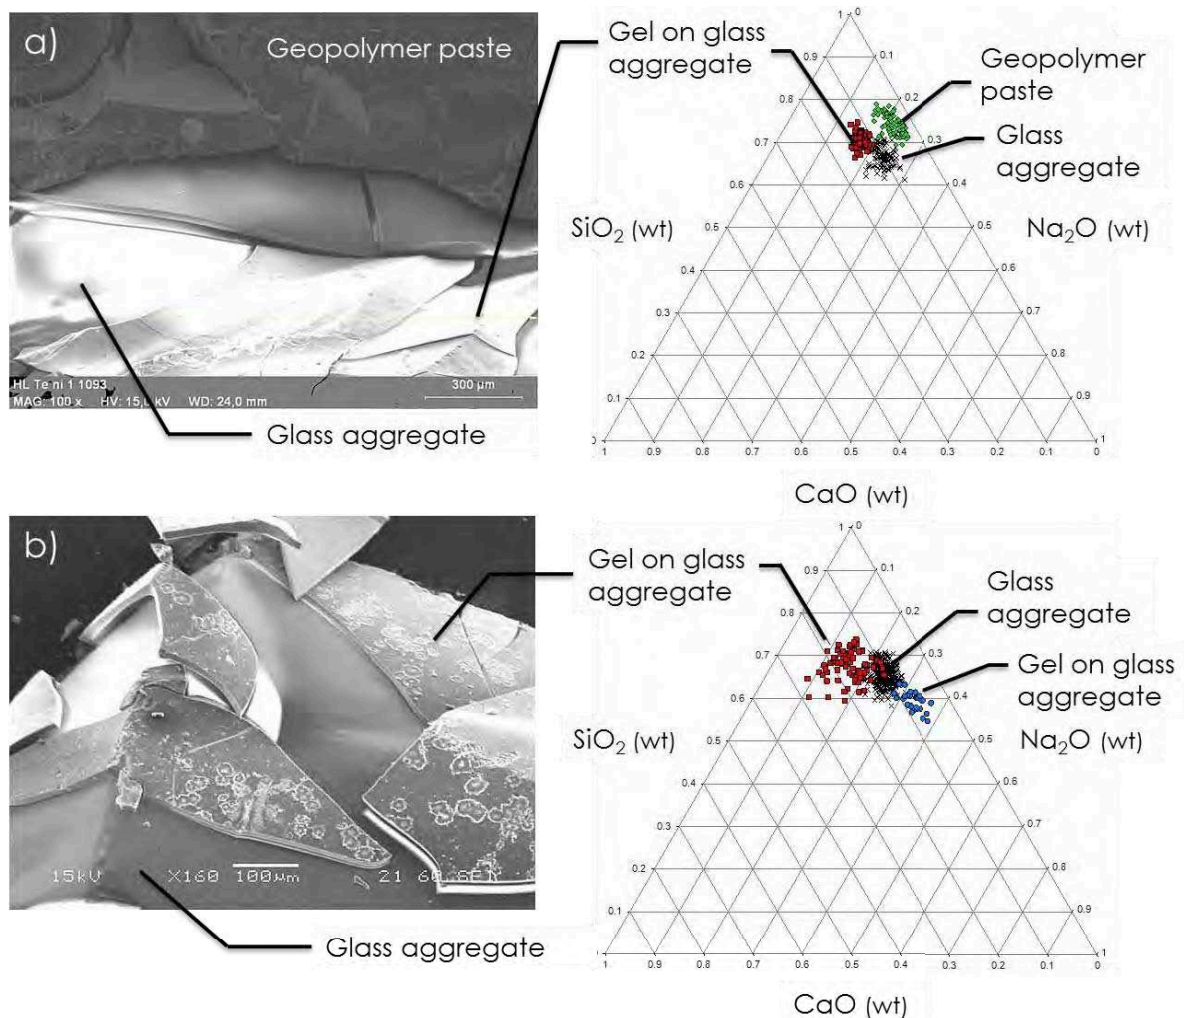 a)
Geopolymer paste
Gel on glass
aggregate
Geopolymer
paste
Glass
aggregate
SiO₂ (wt)
Na₂O (wt)
CaO (wt)
1
0.9
0.8
0.7
0.6
0.5
0.4
0.3
0.2
0.1
0
0
0.1
0.2
0.3
0.4
0.5
0.6
0.7
0.8
0.9
1
1 0.9 0.8 0.7 0.6 0.5 0.4 0.3 0.2 0.1 0
HL Te ni 1 1093
MAG: 100 x HV: 15,0 kV WD: 24,0 mm
300 µm
Glass aggregate
b)
Gel on glass
aggregate
Glass
aggregate
Gel on glass
aggregate
SiO₂ (wt)
Na₂O (wt)
CaO (wt)
1
0.9
0.8
0.7
0.6
0.5
0.4
0.3
0.2
0.1
0
0
0.1
0.2
0.3
0.4
0.5
0.6
0.7
0.8
0.9
1
1 0.9 0.8 0.7 0.6 0.5 0.4 0.3 0.2 0.1 0
15kV X160 100µm 21 60 SEI
Glass aggregate